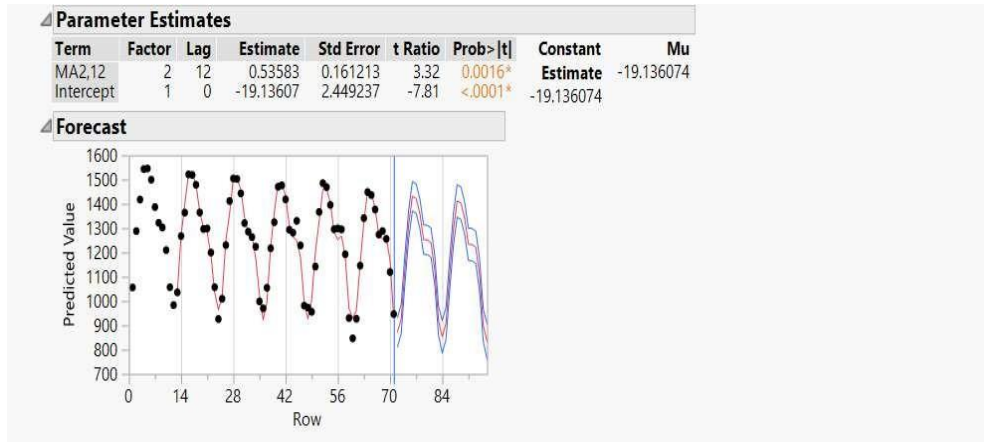 Parameter Estimates
Term Factor Lag Estimate Std Error t Ratio Prob>|t| Constant Mu
MA2,12 2 12 0.53583 0.161213 3.32 0.0016* Estimate -19.136074
Intercept 1 0 -19.13607 2.449237 -7.81 <.0001* -19.136074
Forecast
1600
1500
1400
1300
1200
1100
1000
900
800
700
Predicted Value
0 14 28 42 56 70 84
Row